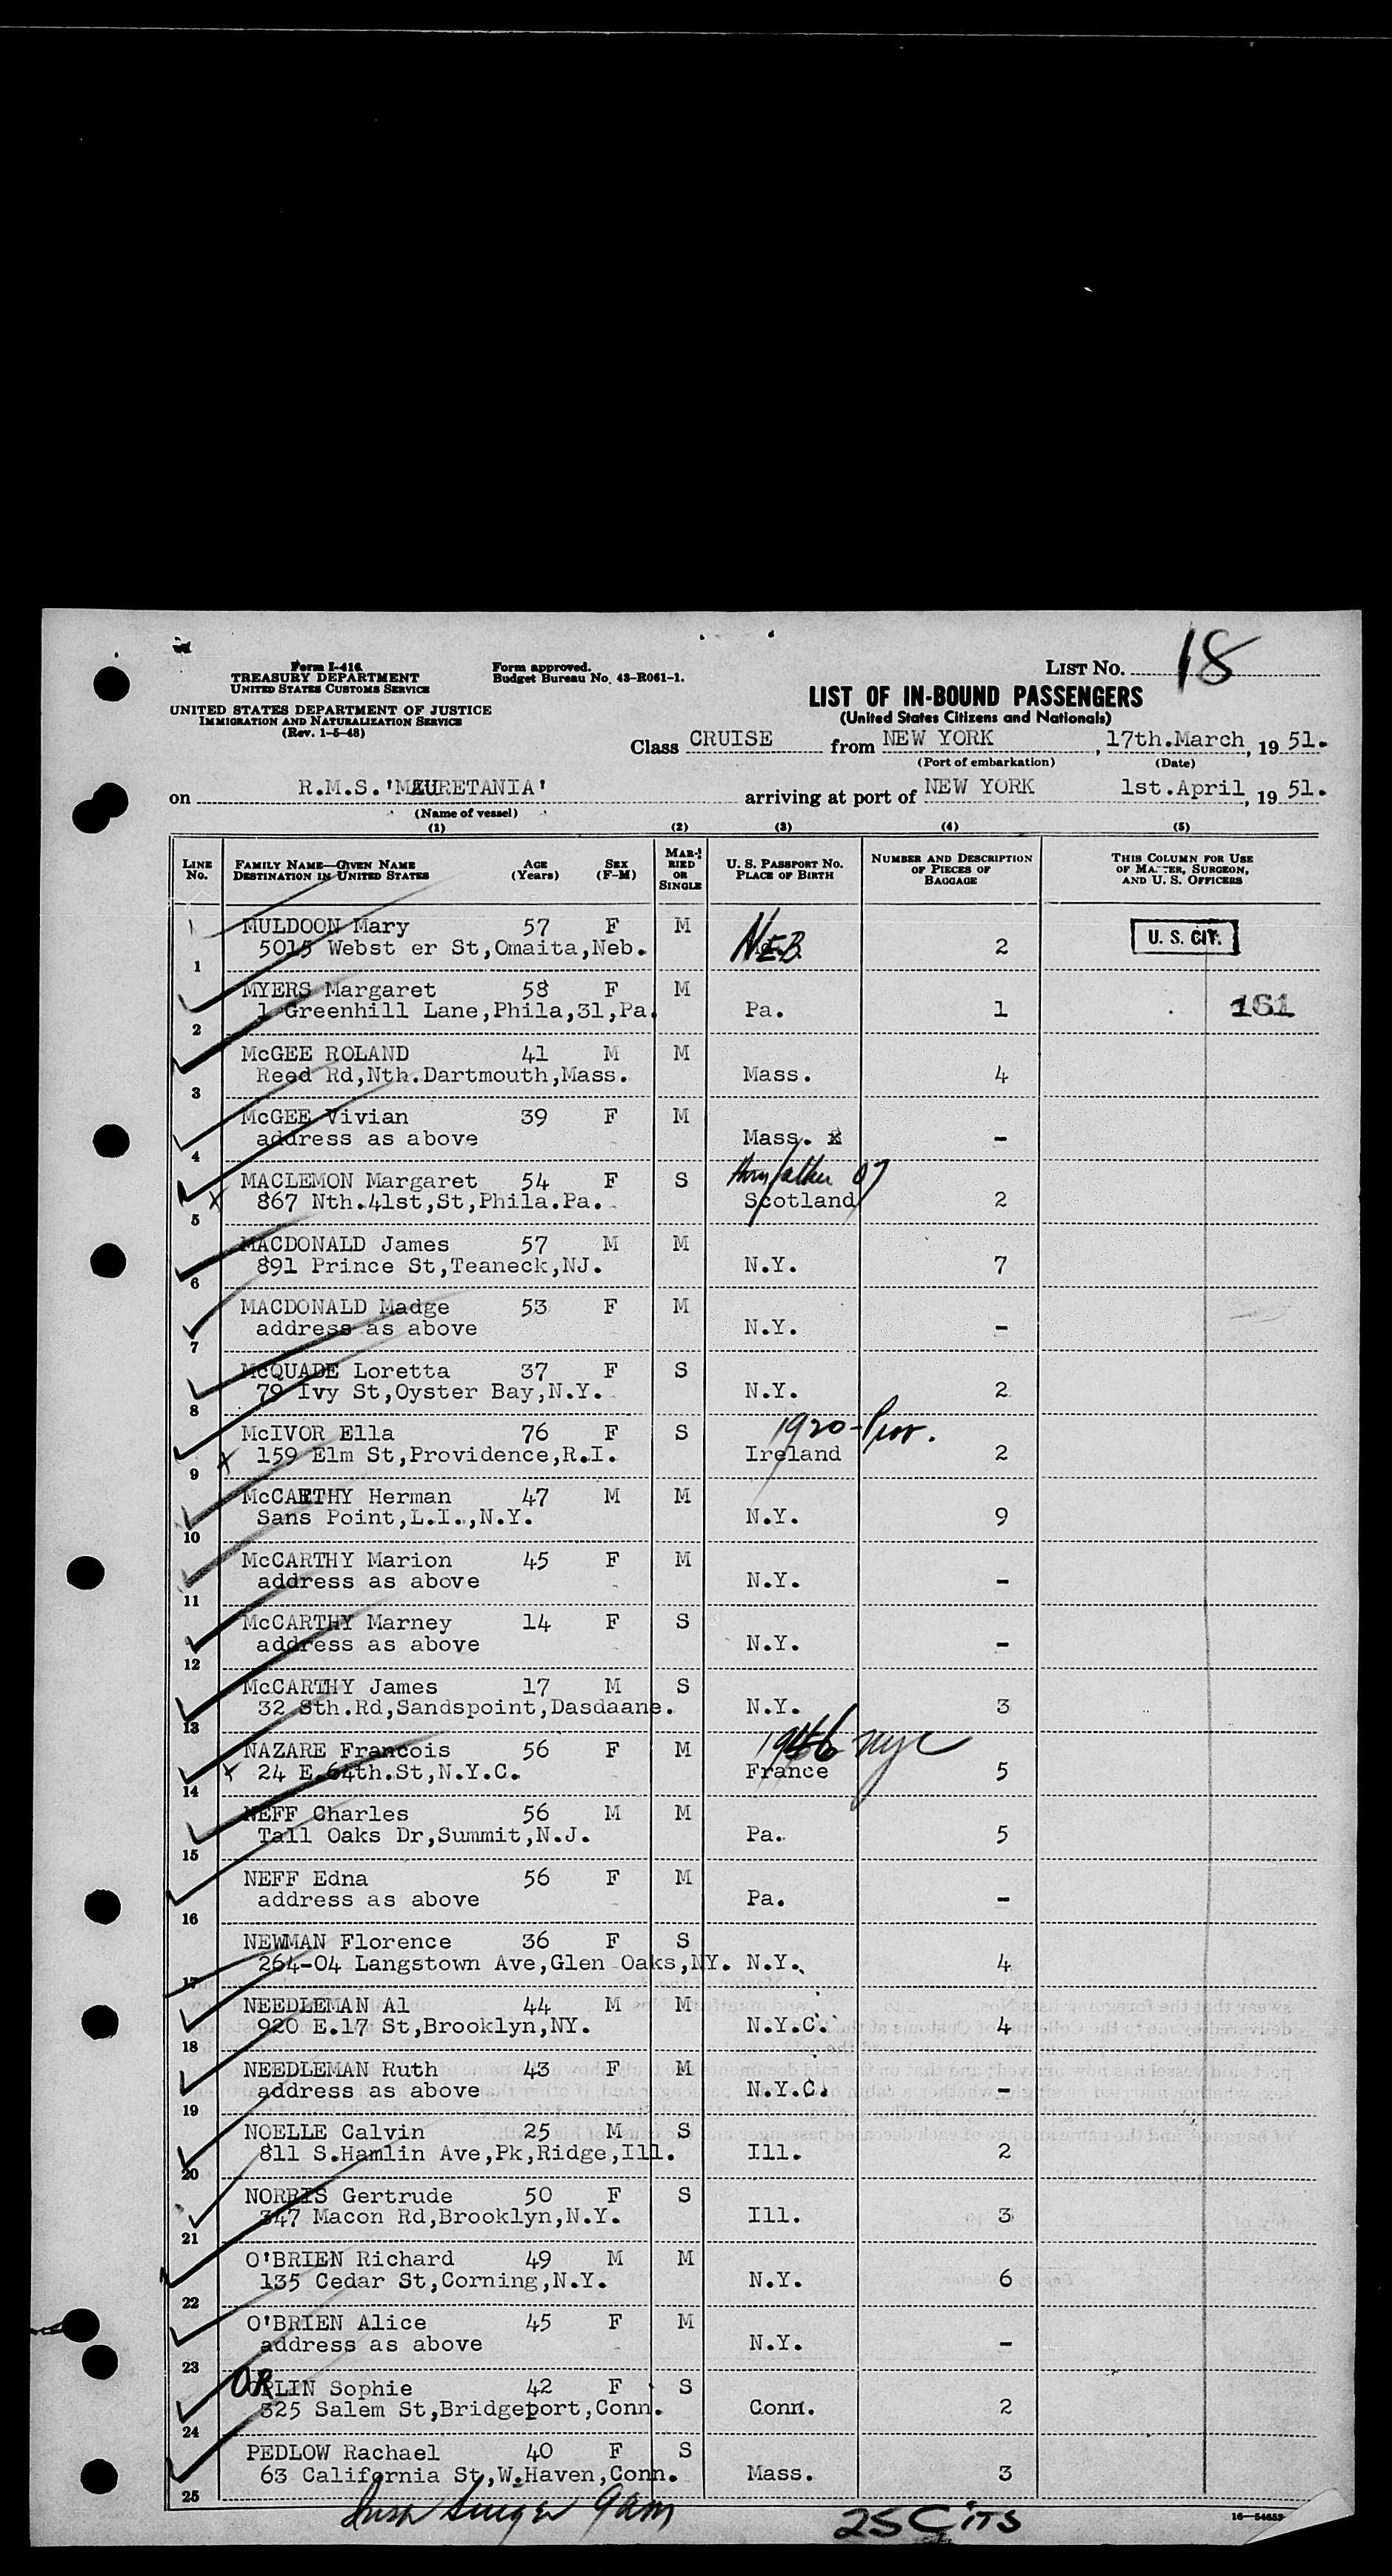 Form I-416
TREASURY DEPARTMENT
UNITED STATES CUSTOMS SERVICE
UNITED STATES DEPARTMENT OF JUSTICE
IMMIGRATION AND NATURALIZATION SERVICE
(Rev. 1-5-48)
Form approved.
Budget Bureau No. 43-R061-1.
LIST NO. 18
LIST OF IN-BOUND PASSENGERS
(United States Citizens and Nationals)
Class CRUISE from NEW YORK, 17th.March, 19 51.
(Port of embarkation) (Date)
on R.M.S.'MAURETANIA' arriving at port of NEW YORK 1st.April, 19 51.
(Name of vessel)
(1) (2) (3) (4) (5)
LINE NO. FAMILY NAME—GIVEN NAME DESTINATION IN UNITED STATES AGE (Years) SEX (F-M) MARRIED OR SINGLE U. S. PASSPORT NO. PLACE OF BIRTH NUMBER AND DESCRIPTION OF PIECES OF BAGGAGE THIS COLUMN FOR USE OF MASTER, SURGEON, AND U. S. OFFICERS
MULDOON Mary 57 F M
1 5015 Webst er St,Omaita,Neb. NEB 2 U. S. CIT.
MYERS Margaret 58 F M
2 1 Greenhill Lane,Phila,31,Pa. Pa. 1 161
McGEE ROLAND 41 M M
3 Reed Rd,Nth.Dartmouth,Mass. Mass. 4
McGEE Vivian 39 F M
4 address as above Mass. x -
MACLEMON Margaret 54 F S father 07
5 x 867 Nth.41st,St,Phila.Pa. Scotland 2
MACDONALD James 57 M M
6 891 Prince St,Teaneck,NJ. N.Y. 7
MACDONALD Madge 53 F M
7 address as above N.Y. -
McQUADE Loretta 37 F S
8 79 Ivy St,Oyster Bay,N.Y. N.Y. 2
McIVOR Ella 76 F S 1920-Prov.
9 x 159 Elm St,Providence,R.I. Ireland 2
McCARTHY Herman 47 M M
10 Sans Point,L.I.,N.Y. N.Y. 9
McCARTHY Marion 45 F M
11 address as above N.Y. -
McCARTHY Marney 14 F S
12 address as above N.Y. -
McCARTHY James 17 M S
13 32 Sth.Rd,Sandspoint,Dasdaane. N.Y. 3
NAZARE Francois 56 F M 1946 nyc
14 x 24 E.64th.St,N.Y.C. France 5
NEFF Charles 56 M M
15 Tall Oaks Dr,Summit,N.J. Pa. 5
NEFF Edna 56 F M
16 address as above Pa. -
NEWMAN Florence 36 F S
17 264-04 Langstown Ave,Glen Oaks,NY. N.Y. 4
NEEDLEMAN Al 44 M M
18 920 E.17 St,Brooklyn,NY. N.Y.C. 4
NEEDLEMAN Ruth 43 F M
19 address as above N.Y.C. -
NOELLE Calvin 25 M S
20 811 S.Hamlin Ave,Pk,Ridge,Ill. Ill. 2
NORRIS Gertrude 50 F S
21 347 Macon Rd,Brooklyn,N.Y. Ill. 3
O'BRIEN Richard 49 M M
22 135 Cedar St,Corning,N.Y. N.Y. 6
O'BRIEN Alice 45 F M
23 address as above N.Y. -
ORLIN Sophie 42 F S
24 325 Salem St,Bridgeport,Conn. Conn. 2
PEDLOW Rachael 40 F S
25 63 California St,W.Haven,Conn. Mass. 3
9 am 25 CITS